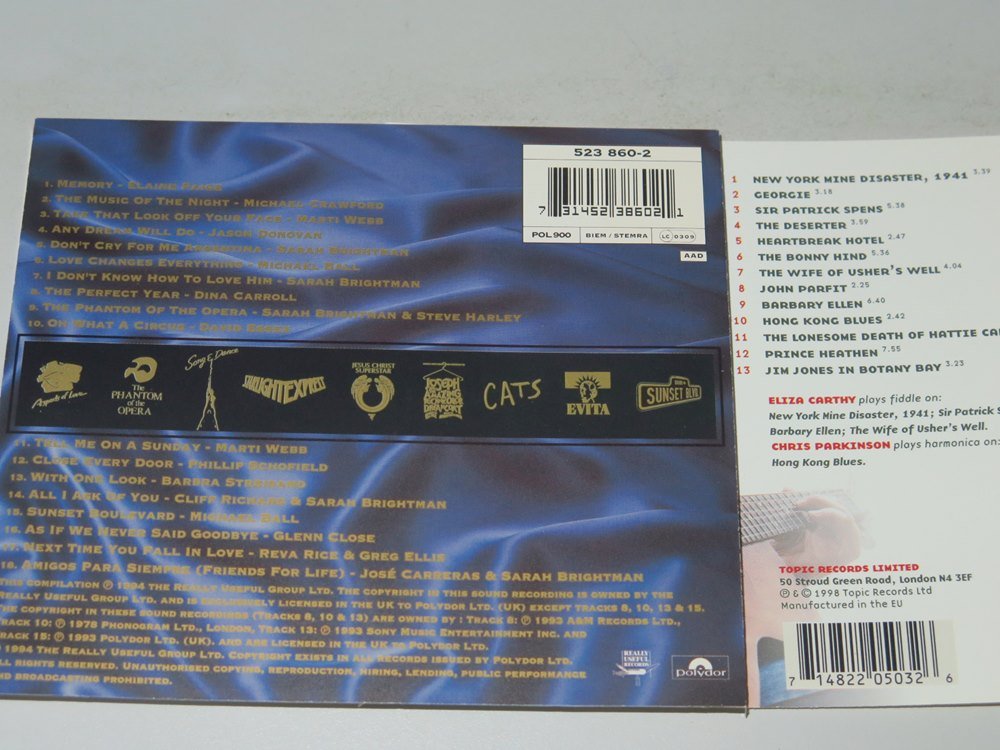 523 860-2
7 31452 38602 1
POL 900
BIEM / STEMRA
LC 0309
AAD
1. MEMORY - ELAINE PAIGE
2. THE MUSIC OF THE NIGHT - MICHAEL CRAWFORD
3. TAKE THAT LOOK OFF YOUR FACE - MARTI WEBB
4. ANY DREAM WILL DO - JASON DONOVAN
5. DON'T CRY FOR ME ARGENTINA - SARAH BRIGHTMAN
6. LOVE CHANGES EVERYTHING - MICHAEL BALL
7. I DON'T KNOW HOW TO LOVE HIM - SARAH BRIGHTMAN
8. THE PERFECT YEAR - DINA CARROLL
9. THE PHANTOM OF THE OPERA - SARAH BRIGHTMAN & STEVE HARLEY
10. OH WHAT A CIRCUS - DAVID ESSEX
Aspects of Love
The PHANTOM OF THE OPERA
Song & Dance
STARLIGHT EXPRESS
JESUS CHRIST SUPERSTAR
JOSEPH AND THE AMAZING TECHNICOLOR DREAMCOAT
CATS
EVITA
SUNSET BLVD
11. TELL ME ON A SUNDAY - MARTI WEBB
12. CLOSE EVERY DOOR - PHILLIP SCHOFIELD
13. WITH ONE LOOK - BARBRA STREISAND
14. ALL I ASK OF YOU - CLIFF RICHARD & SARAH BRIGHTMAN
15. SUNSET BOULEVARD - MICHAEL BALL
16. AS IF WE NEVER SAID GOODBYE - GLENN CLOSE
17. NEXT TIME YOU FALL IN LOVE - REVA RICE & GREG ELLIS
18. AMIGOS PARA SIEMPRE (FRIENDS FOR LIFE) - JOSÉ CARRERAS & SARAH BRIGHTMAN
THIS COMPILATION ℗ 1994 THE REALLY USEFUL GROUP LTD. THE COPYRIGHT IN THIS SOUND RECORDING IS OWNED BY THE
REALLY USEFUL GROUP LTD. AND IS EXCLUSIVELY LICENSED IN THE UK TO POLYDOR LTD. (UK) EXCEPT TRACKS 8, 10, 13 & 15.
THE COPYRIGHT IN THESE SOUND RECORDINGS (TRACKS 8, 10 & 13) ARE OWNED BY : TRACK 8: ℗ 1993 A&M RECORDS LTD.,
TRACK 10: ℗ 1978 PHONOGRAM LTD., LONDON, TRACK 13: ℗ 1993 SONY MUSIC ENTERTAINMENT INC. AND
TRACK 15: ℗ 1993 POLYDOR LTD. (UK). AND ARE LICENSED IN THE UK TO POLYDOR LTD.
1994 THE REALLY USEFUL GROUP LTD. COPYRIGHT EXISTS IN ALL RECORDS ISSUED BY POLYDOR LTD.
ALL RIGHTS RESERVED. UNAUTHORISED COPYING, REPRODUCTION, HIRING, LENDING, PUBLIC PERFORMANCE
AND BROADCASTING PROHIBITED.
REALLY USEFUL RECORDS
polydor
1 NEW YORK MINE DISASTER, 1941 3.39
2 GEORGIE 3.18
3 SIR PATRICK SPENS 5.38
4 THE DESERTER 3.59
5 HEARTBREAK HOTEL 2.47
6 THE BONNY HIND 5.36
7 THE WIFE OF USHER'S WELL 4.04
8 JOHN PARFIT 2.25
9 BARBARY ELLEN 6.40
10 HONG KONG BLUES 2.42
11 THE LONESOME DEATH OF HATTIE CA
12 PRINCE HEATHEN 7.55
13 JIM JONES IN BOTANY BAY 3.23
ELIZA CARTHY plays fiddle on:
New York Mine Disaster, 1941; Sir Patrick S
Barbary Ellen; The Wife of Usher's Well.
CHRIS PARKINSON plays harmonica on:
Hong Kong Blues.
TOPIC RECORDS LIMITED
50 Stroud Green Road, London N4 3EF
℗ & © 1998 Topic Records Ltd
Manufactured in the EU
7 14822 05032 6